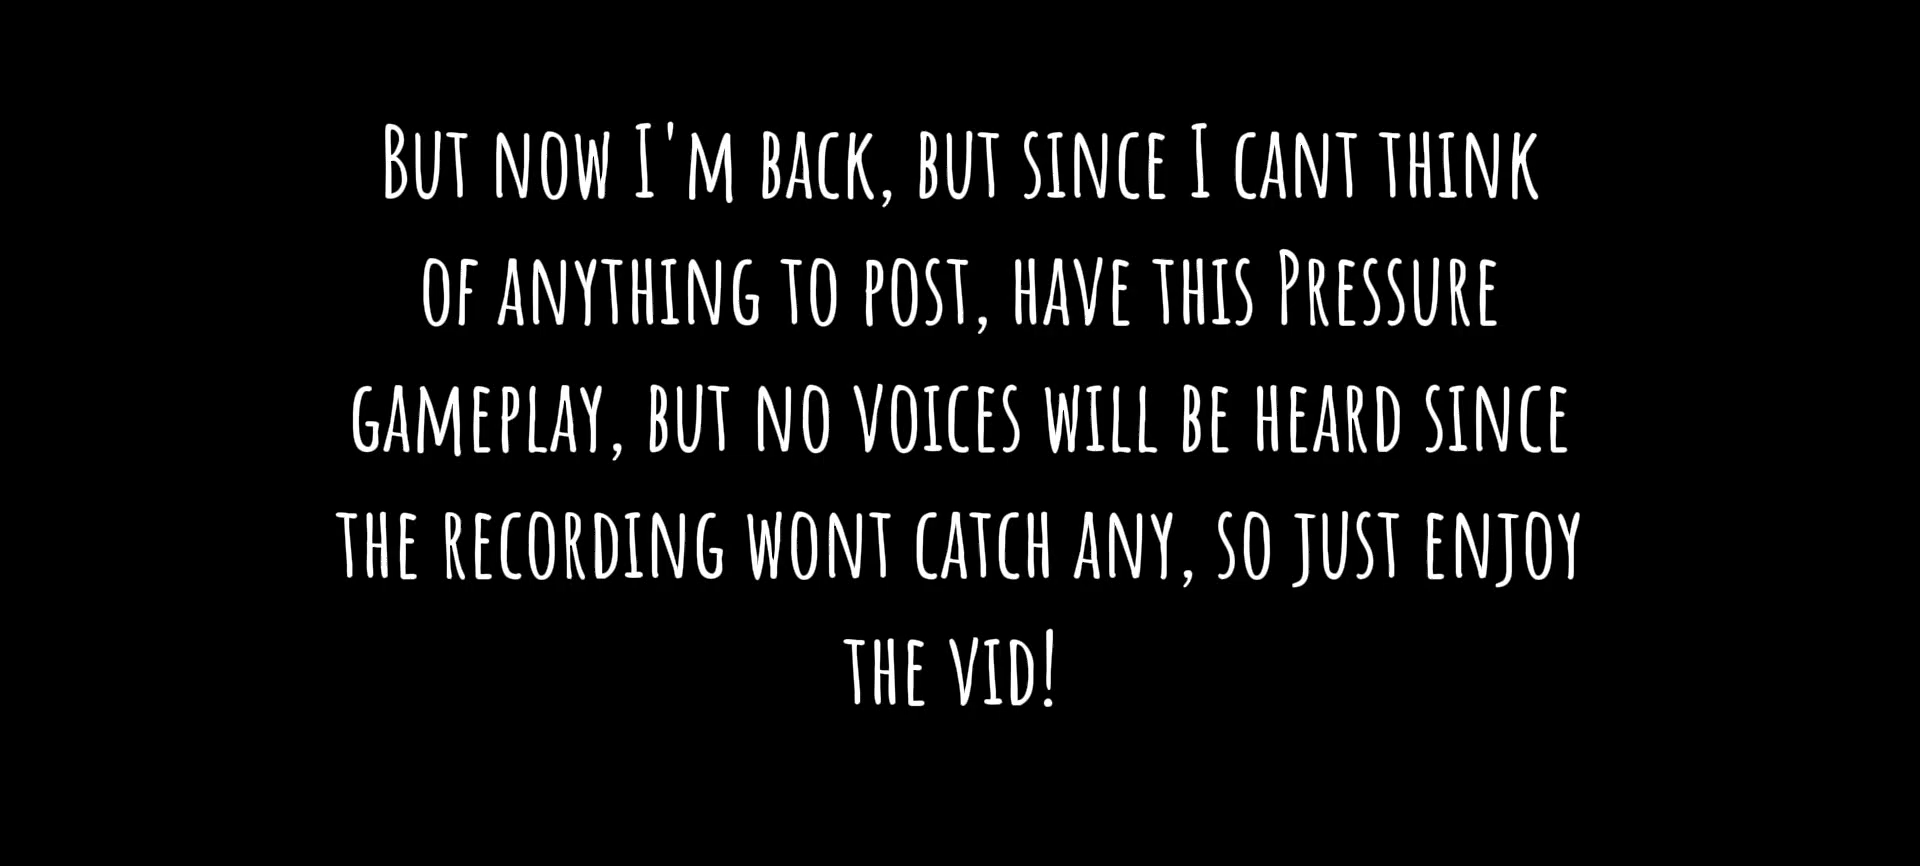 But now I'm back, but since I cant think
of anything to post, have this Pressure
gameplay, but no voices will be heard since
the recording wont catch any, so just enjoy
the vid!